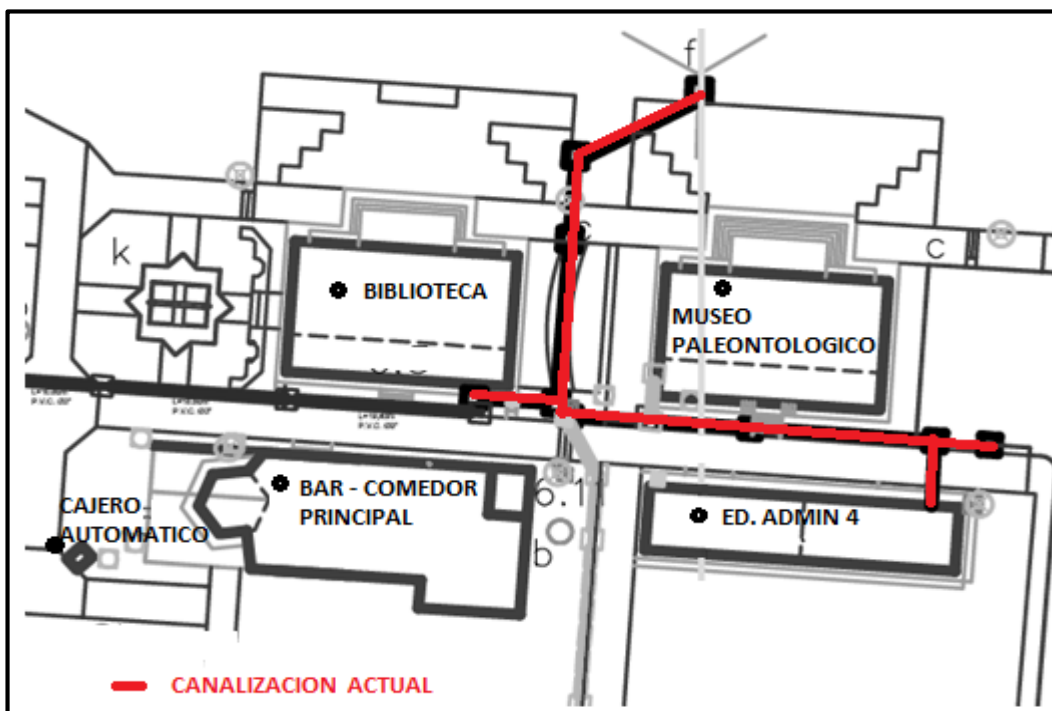 f
c
c
k
BIBLIOTECA
MUSEO
PALEONTOLOGICO
P.V.C.
P.V.C.
P.V.C.
BAR - COMEDOR
PRINCIPAL
CAJERO
AUTOMATICO
6.1
ED. ADMIN 4
b
CANALIZACION ACTUAL